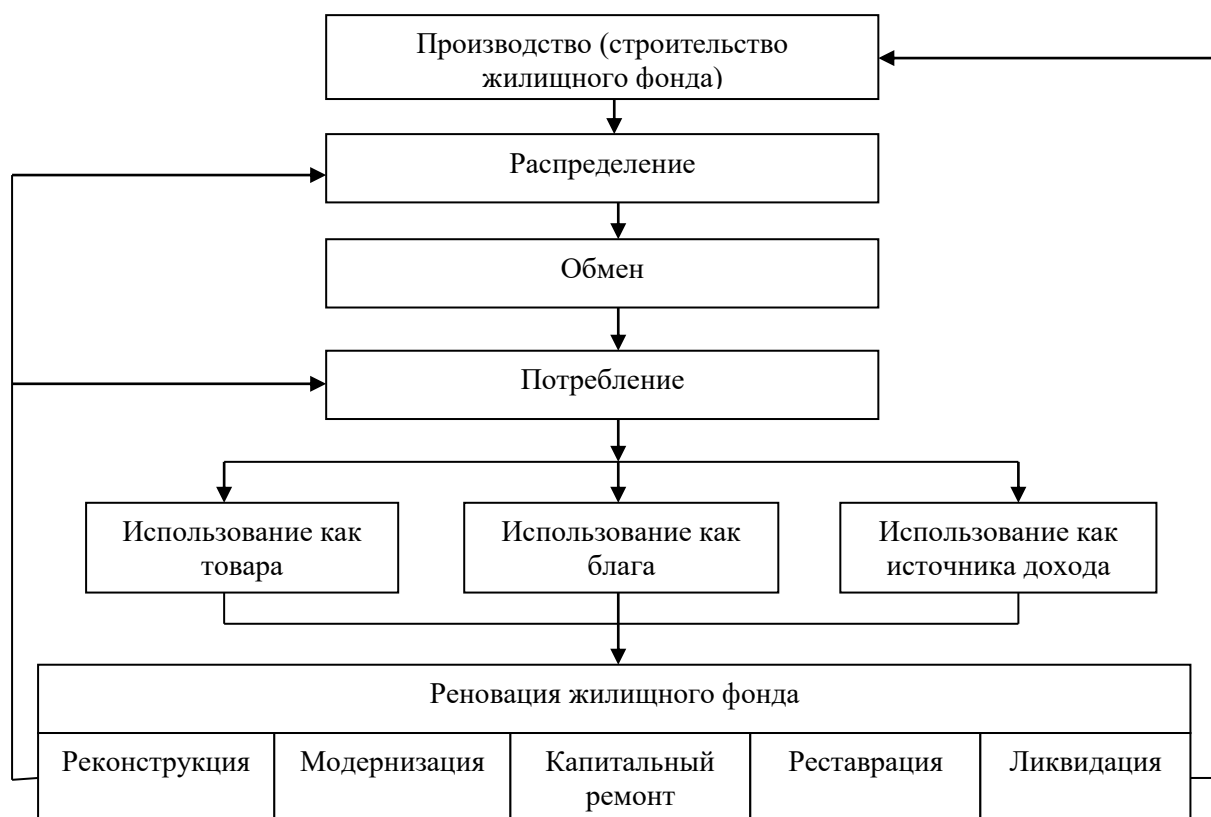 Производство (строительство
жилищного фонда)
Распределение
Обмен
Потребление
Использование как
товара
Использование как
блага
Использование как
источника дохода
Реновация жилищного фонда
Реконструкция
Модернизация
Капитальный
ремонт
Реставрация
Ликвидация